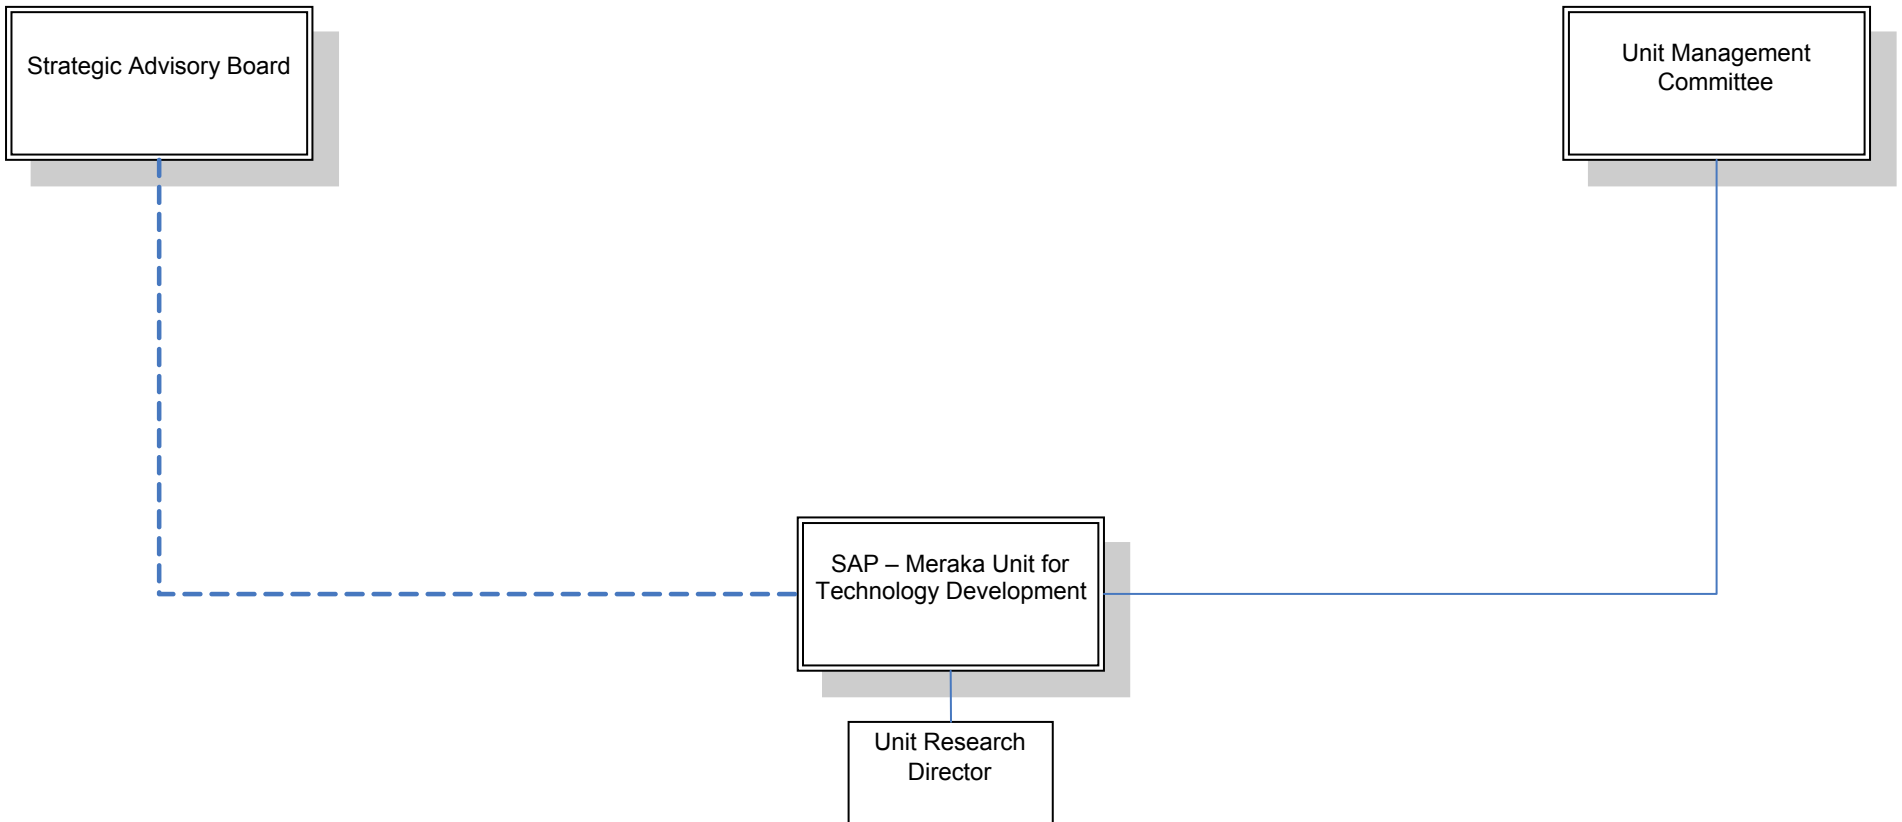 Strategic Advisory Board
Unit Management
Committee
SAP – Meraka Unit for
Technology Development
Unit Research
Director